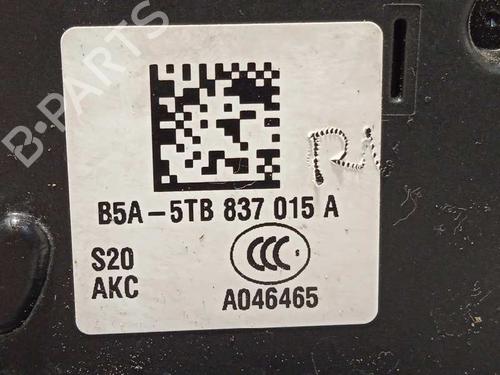 B-PARTS
B5A-5TB 837 015 A
S20
AKC
CCC
S
A046465